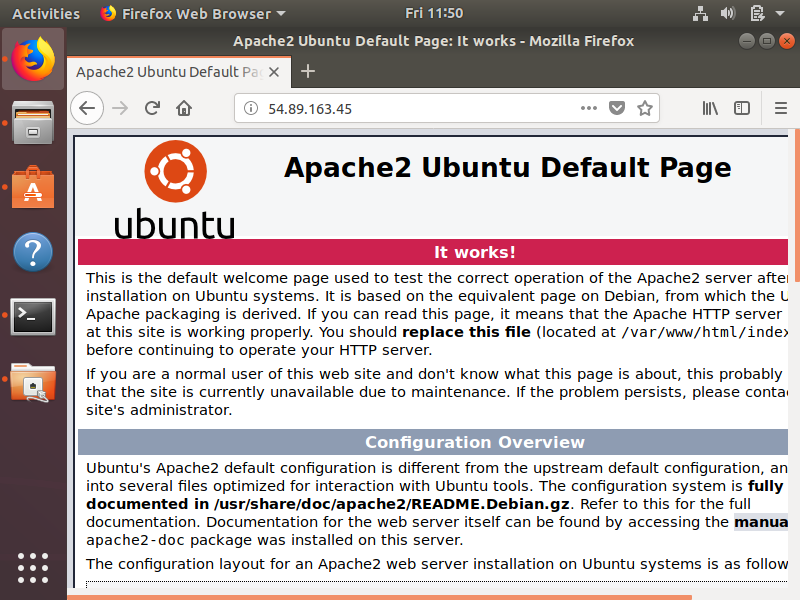 Activities
Firefox Web Browser
Fri 11:50
Apache2 Ubuntu Default Page: It works - Mozilla Firefox
Apache2 Ubuntu Default Pa
54.89.163.45
ubuntu
Apache2 Ubuntu Default Page
It works!
This is the default welcome page used to test the correct operation of the Apache2 server after
installation on Ubuntu systems. It is based on the equivalent page on Debian, from which the U
Apache packaging is derived. If you can read this page, it means that the Apache HTTP server
at this site is working properly. You should replace this file (located at /var/www/html/index
before continuing to operate your HTTP server.
If you are a normal user of this web site and don't know what this page is about, this probably
that the site is currently unavailable due to maintenance. If the problem persists, please conta
site's administrator.
Configuration Overview
Ubuntu's Apache2 default configuration is different from the upstream default configuration, an
into several files optimized for interaction with Ubuntu tools. The configuration system is fully
documented in /usr/share/doc/apache2/README.Debian.gz. Refer to this for the full
documentation. Documentation for the web server itself can be found by accessing the manua
apache2-doc package was installed on this server.
The configuration layout for an Apache2 web server installation on Ubuntu systems is as follow